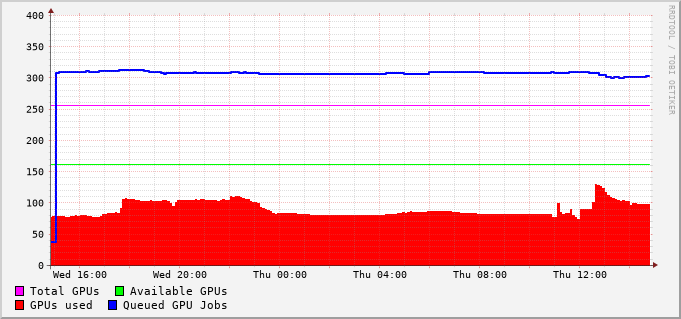 400
350
300
250
200
150
100
50
0
Wed 16:00 Wed 20:00 Thu 00:00 Thu 04:00 Thu 08:00 Thu 12:00
Total GPUs Available GPUs
GPUs used Queued GPU Jobs
RRDTOOL / TOBI OETIKER